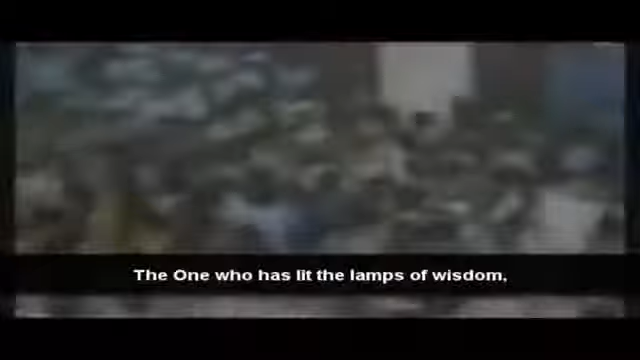 The One who has lit the lamps of wisdom,